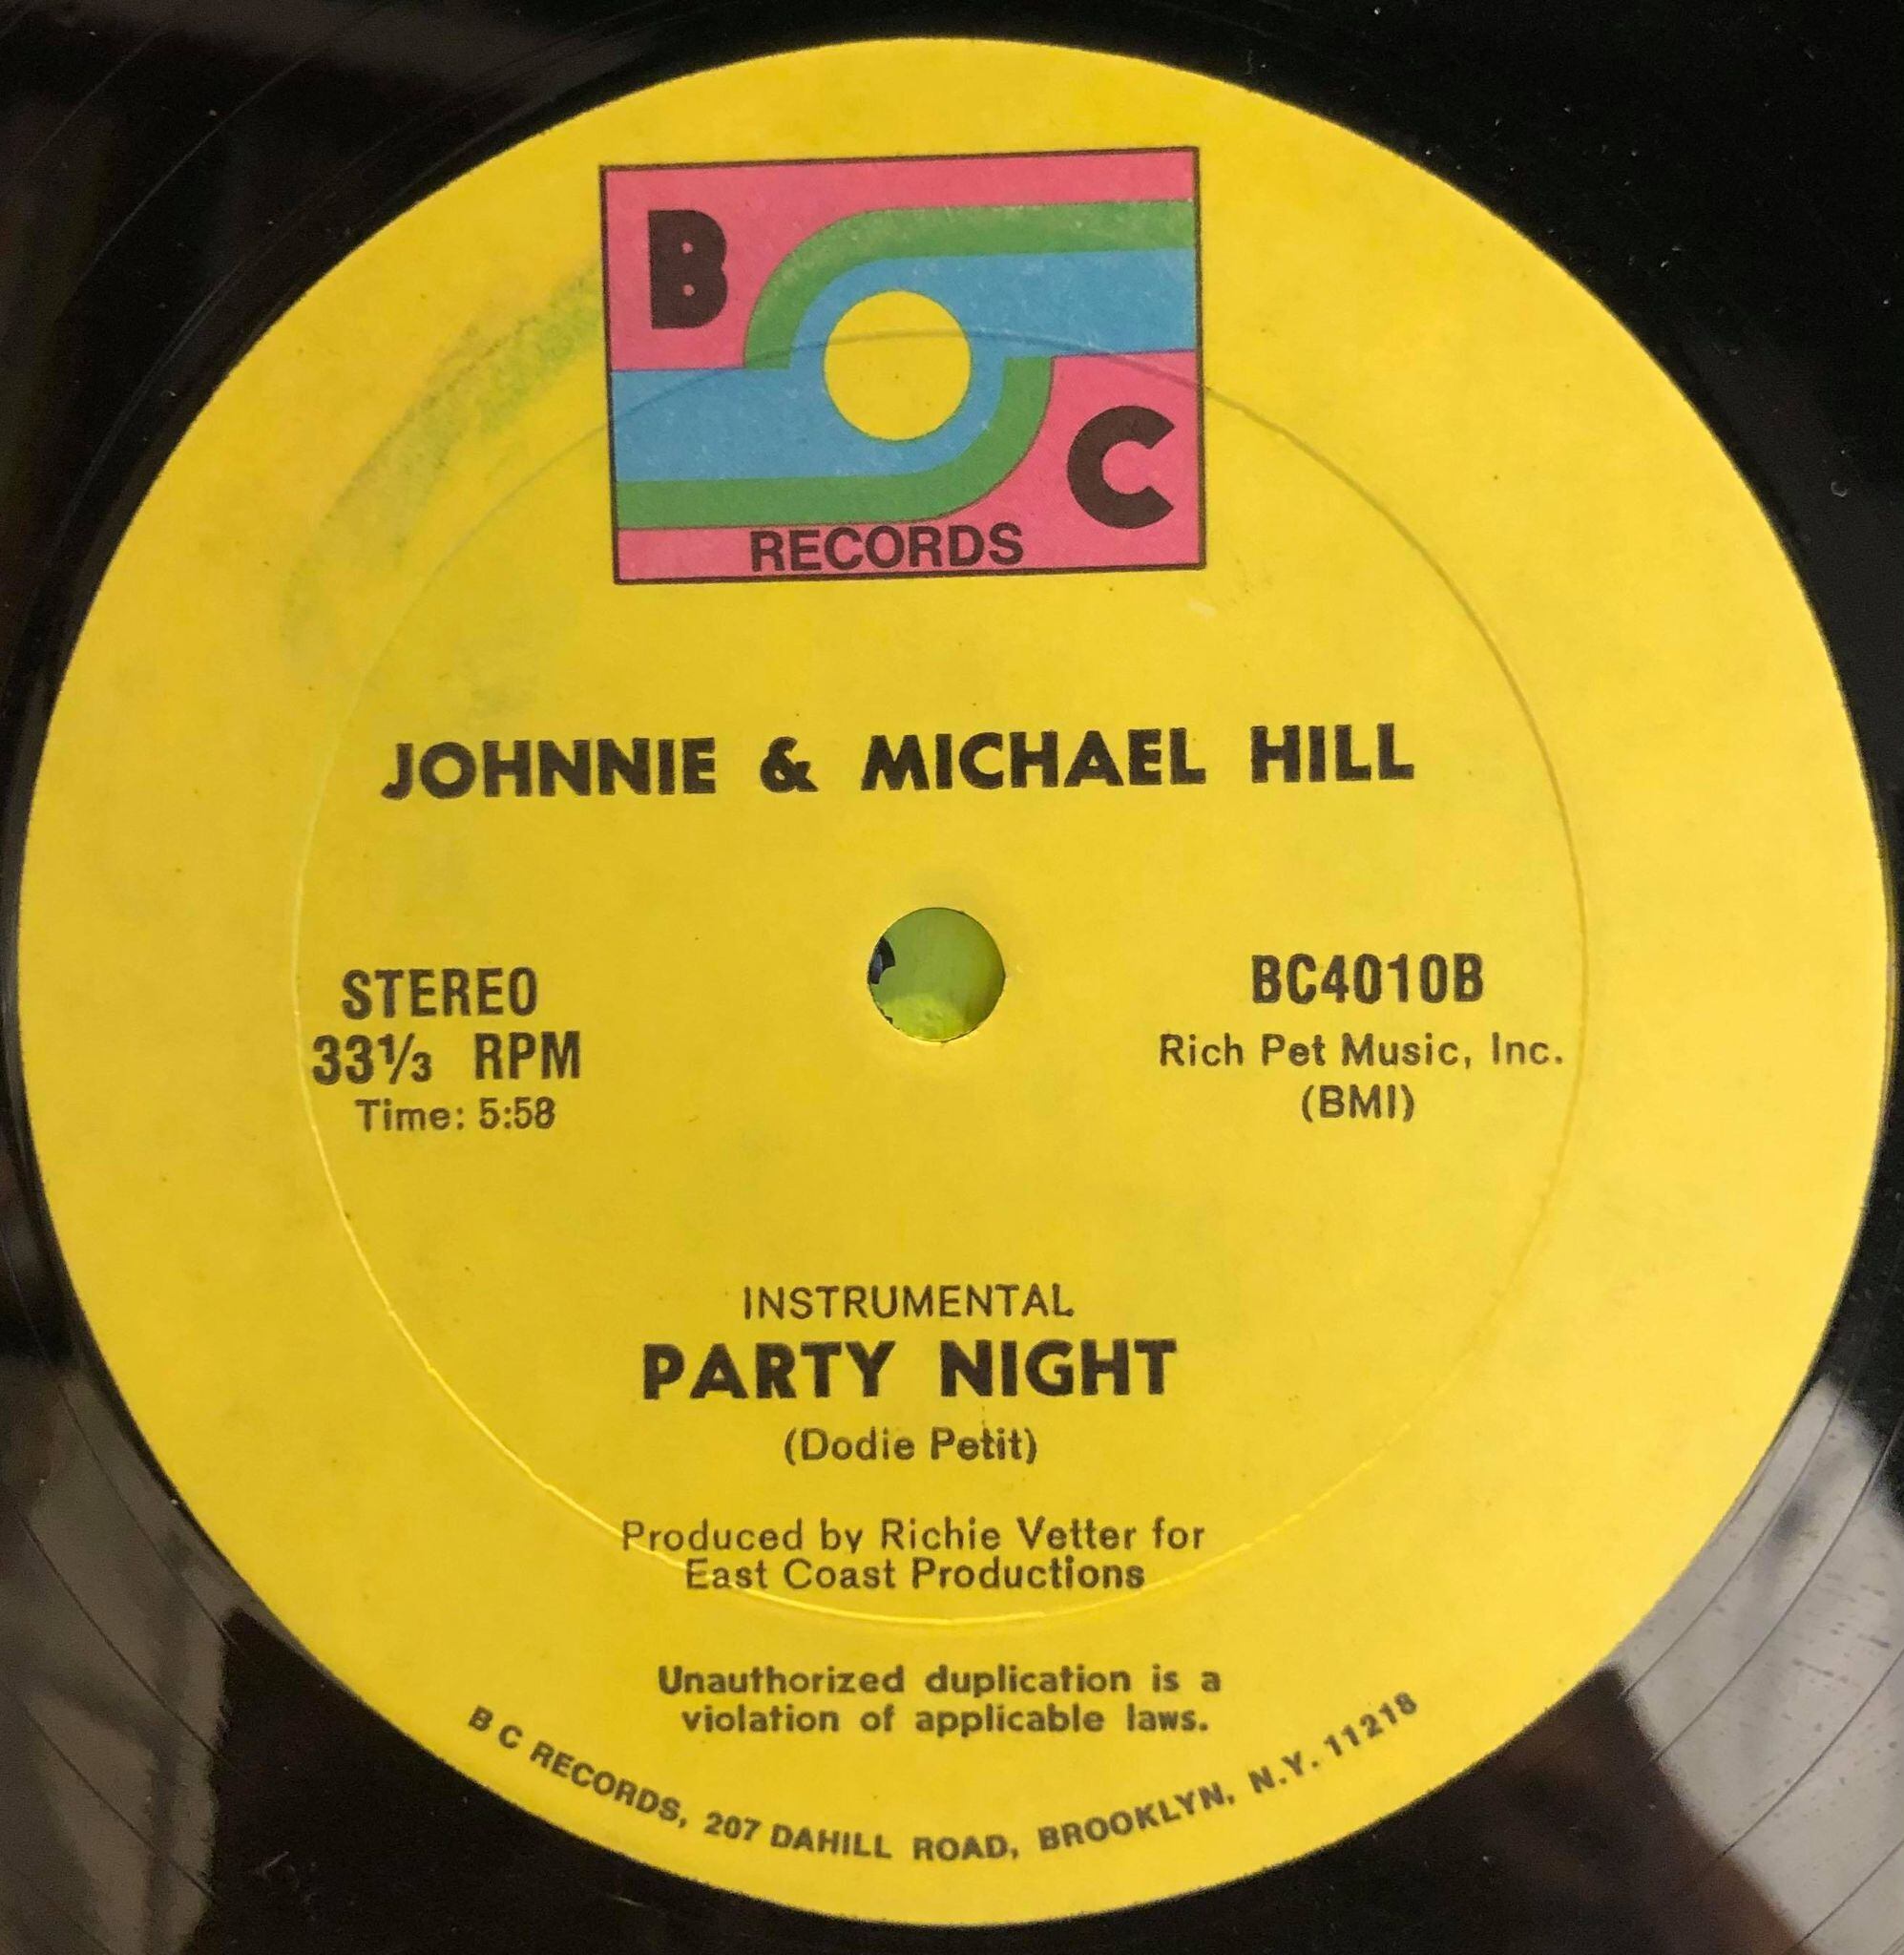 B
C
RECORDS
JOHNNIE & MICHAEL HILL
STEREO
33⅓ RPM
Time: 5:58
BC4010B
Rich Pet Music, Inc.
(BMI)
INSTRUMENTAL
PARTY NIGHT
(Dodie Petit)
Produced by Richie Vetter for
East Coast Productions
Unauthorized duplication is a
violation of applicable laws.
B C RECORDS, 207 DAHILL ROAD, BROOKLYN, N.Y. 11218